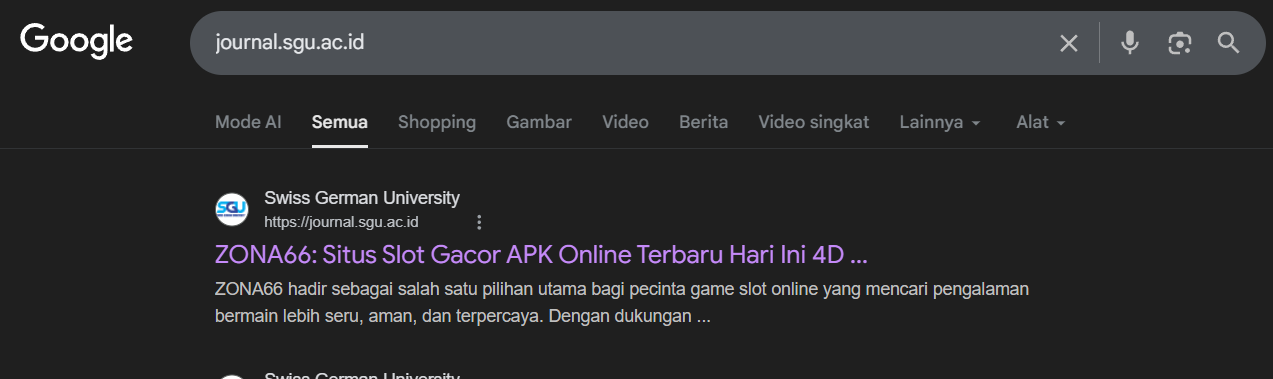 Google
journal.sgu.ac.id
Mode AI Semua Shopping Gambar Video Berita Video singkat Lainnya Alat
SGU
Swiss German University
https://journal.sgu.ac.id
ZONA66: Situs Slot Gacor APK Online Terbaru Hari Ini 4D ...
ZONA66 hadir sebagai salah satu pilihan utama bagi pecinta game slot online yang mencari pengalaman
bermain lebih seru, aman, dan terpercaya. Dengan dukungan ...
Swiss German University